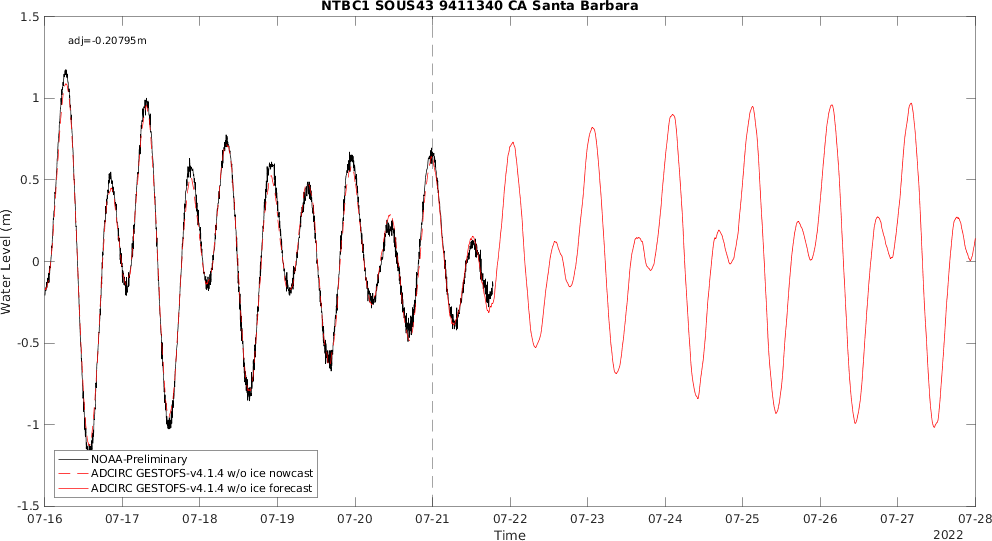 NTBC1 SOUS43 9411340 CA Santa Barbara
adj=-0.20795m
1.5
1
0.5
0
-0.5
-1
-1.5
Water Level (m)
NOAA-Preliminary
ADCIRC GESTOFS-v4.1.4 w/o ice nowcast
ADCIRC GESTOFS-v4.1.4 w/o ice forecast
07-16 07-17 07-18 07-19 07-20 07-21 07-22 07-23 07-24 07-25 07-26 07-27 07-28
Time
2022